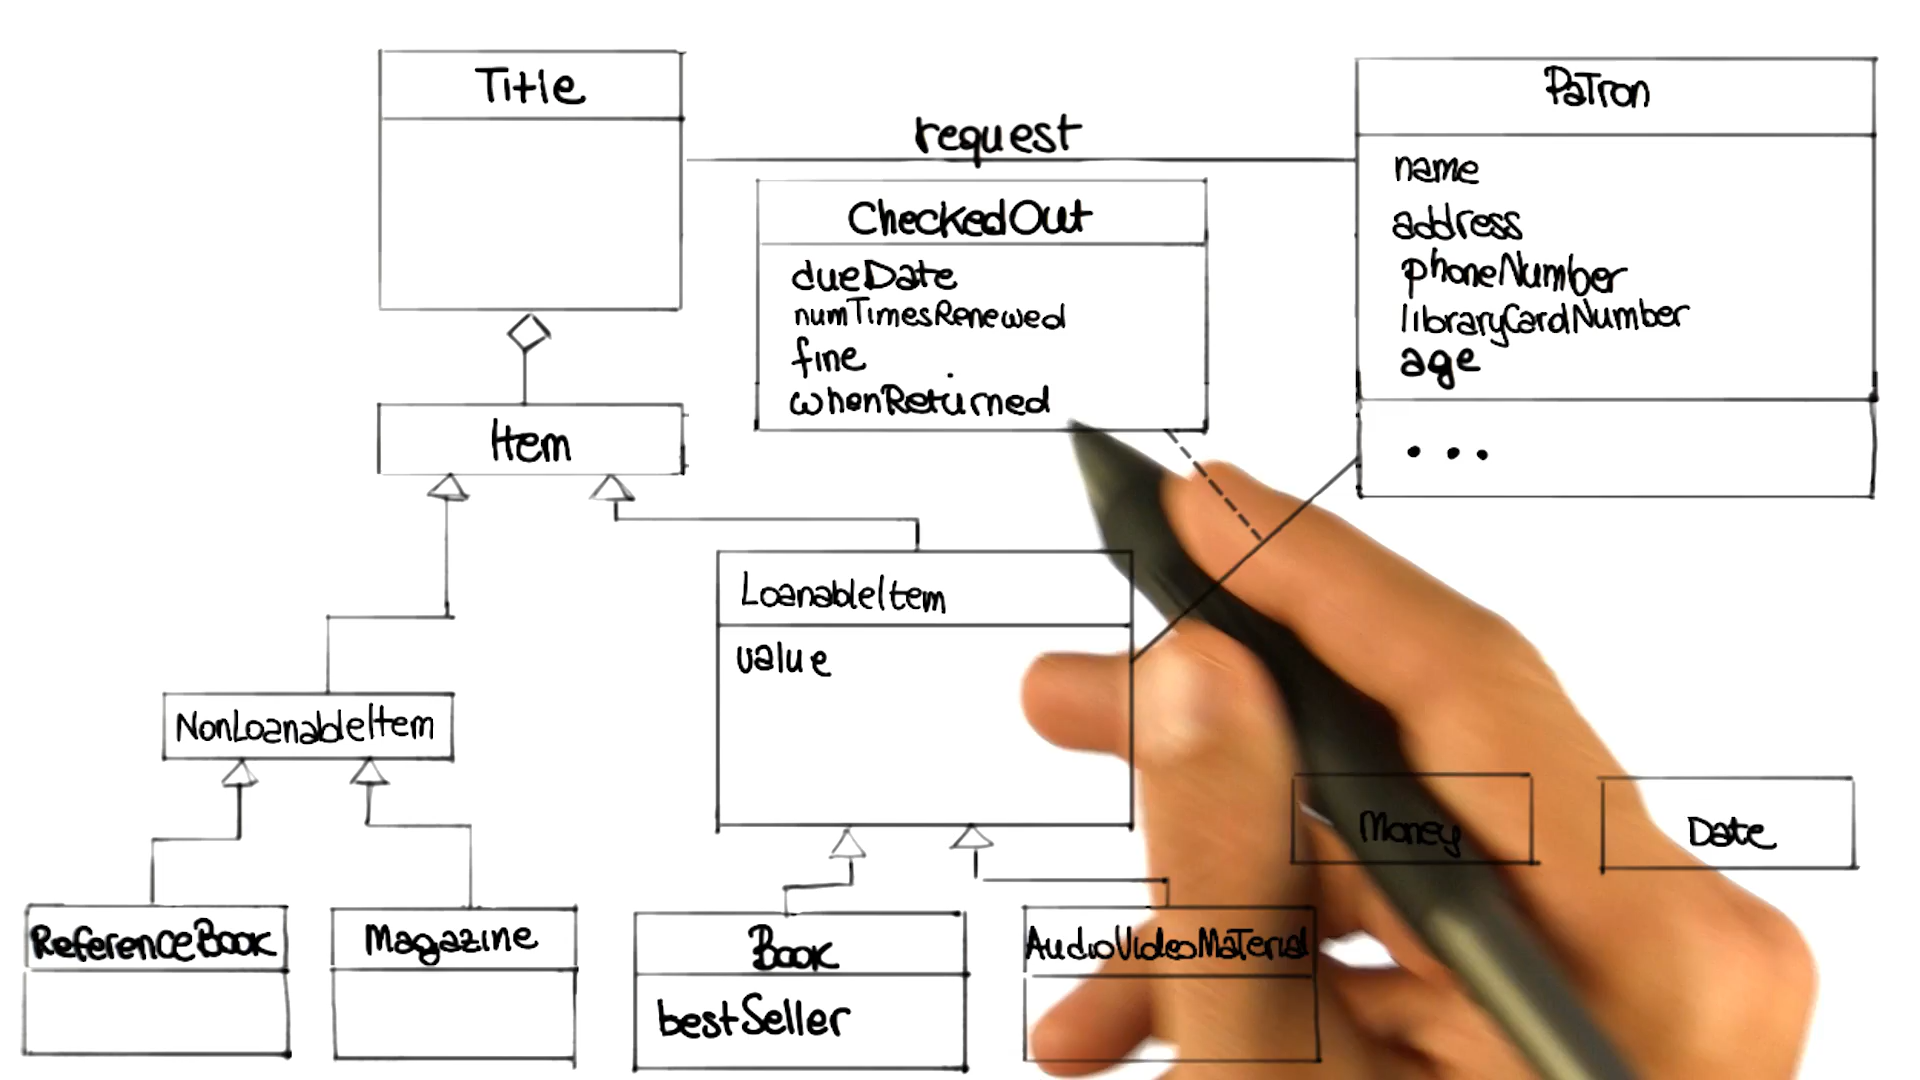 Title
request
CheckedOut
dueDate
numTimesRenewed
fine
whenReturned
Patron
name
address
phoneNumber
libraryCardNumber
age
...
Item
LoanableItem
value
NonLoanableItem
Money
Date
ReferenceBook
Magazine
Book
bestSeller
AudioVideoMaterial